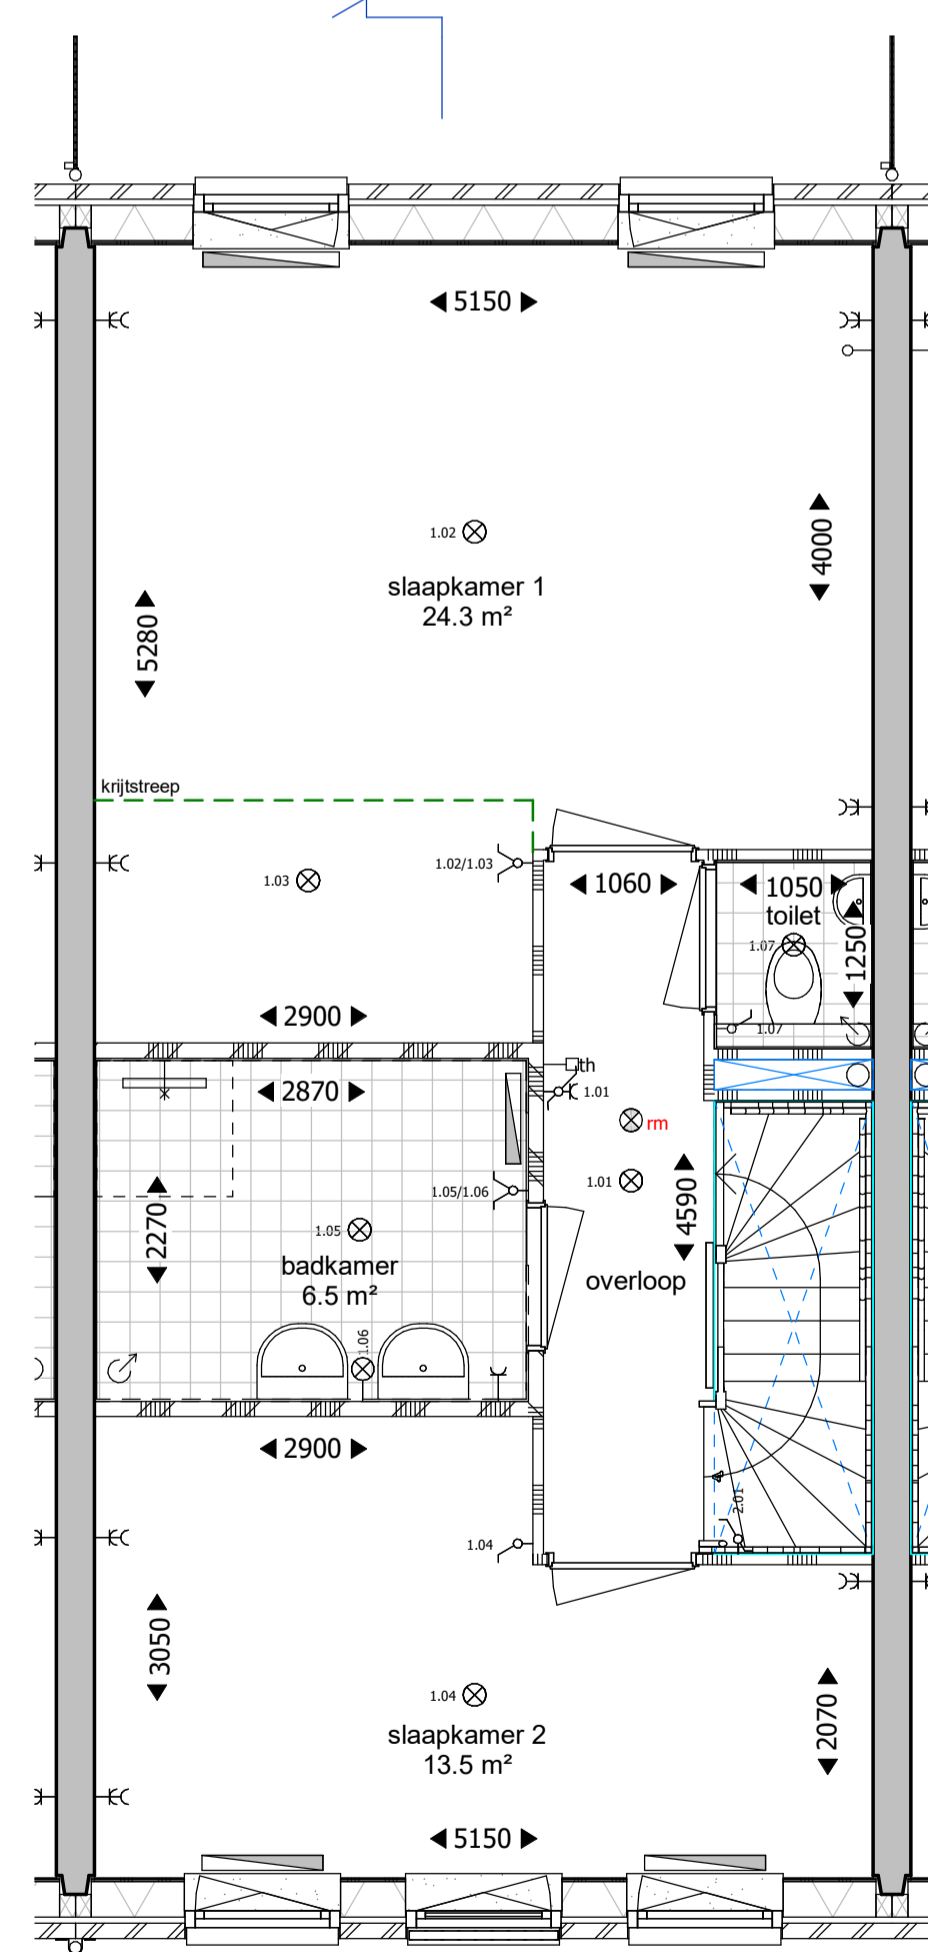 5150
4000
1.02
slaapkamer 1
24.3 m²
5280
krijtstreep
1.02/1.03
1.03
1060
1050
toilet
1.07
1250
2900
1.07
th
2870
1.01
rm
1.05/1.06
1.01
4590
2270
1.05
badkamer
6.5 m²
overloop
1.06
2900
2.01
1.04
3050
1.04
2070
slaapkamer 2
13.5 m²
5150